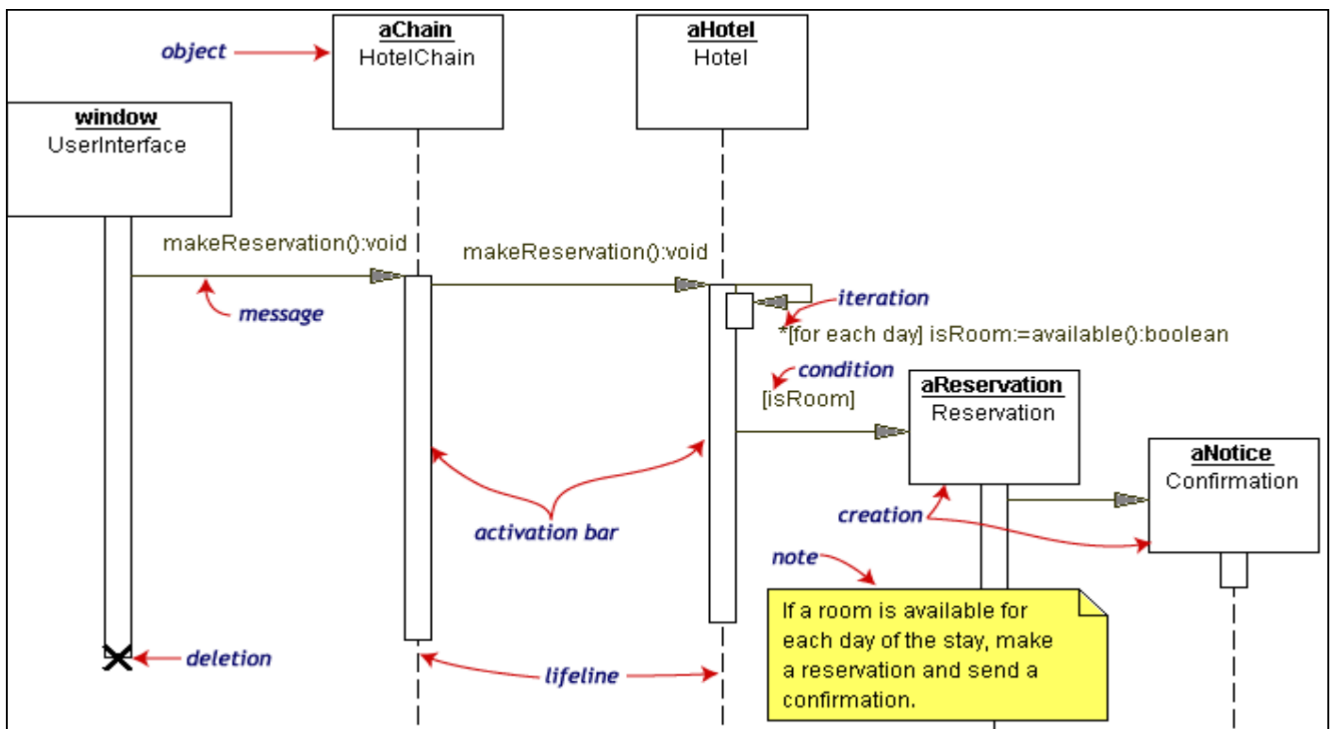 object
aChain
HotelChain
aHotel
Hotel
window
UserInterface
makeReservation():void
makeReservation():void
message
iteration
*[for each day] isRoom:=available():boolean
condition
[isRoom]
aReservation
Reservation
aNotice
Confirmation
activation bar
creation
note
If a room is available for
each day of the stay, make
a reservation and send a
confirmation.
deletion
lifeline